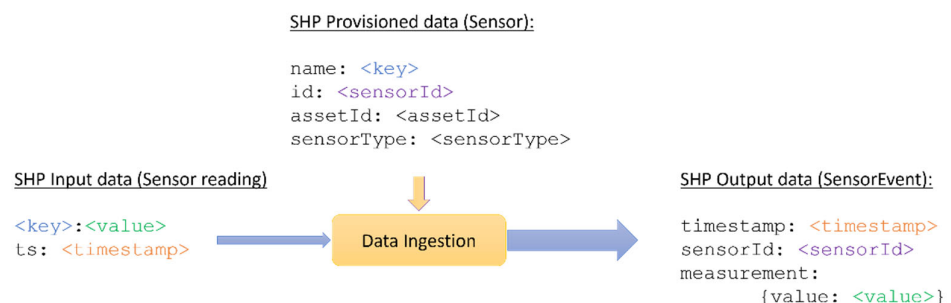 SHP Provisioned data (Sensor):
name: <key>
id: <sensorId>
assetId: <assetId>
sensorType: <sensorType>
SHP Input data (Sensor reading)
<key>:<value>
ts: <timestamp>
Data Ingestion
SHP Output data (SensorEvent):
timestamp: <timestamp>
sensorId: <sensorId>
measurement:
{value: <value>}